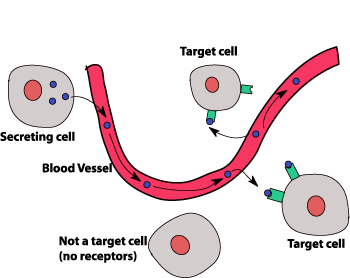 Target cell
Secreting cell
Blood Vessel
Not a target cell
(no receptors)
Target cell